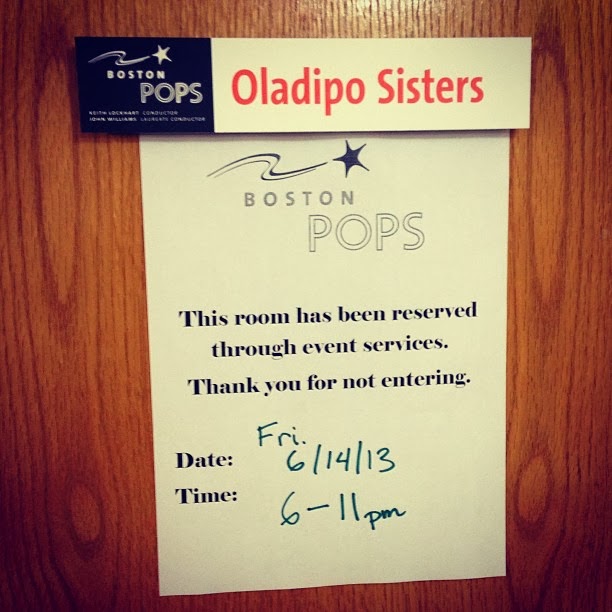 BOSTON
POPS
KEITH LOCKHART CONDUCTOR
JOHN WILLIAMS LAUREATE CONDUCTOR
Oladipo Sisters
BOSTON
POPS
This room has been reserved
through event services.
Thank you for not entering.
Fri.
Date: 6/14/13
Time: 6-11pm